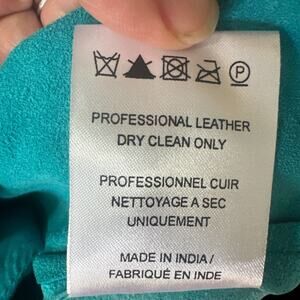 P
PROFESSIONAL LEATHER
DRY CLEAN ONLY
PROFESSIONNEL CUIR
NETTOYAGE A SEC
UNIQUEMENT
MADE IN INDIA/
FABRIQUÉ EN INDE